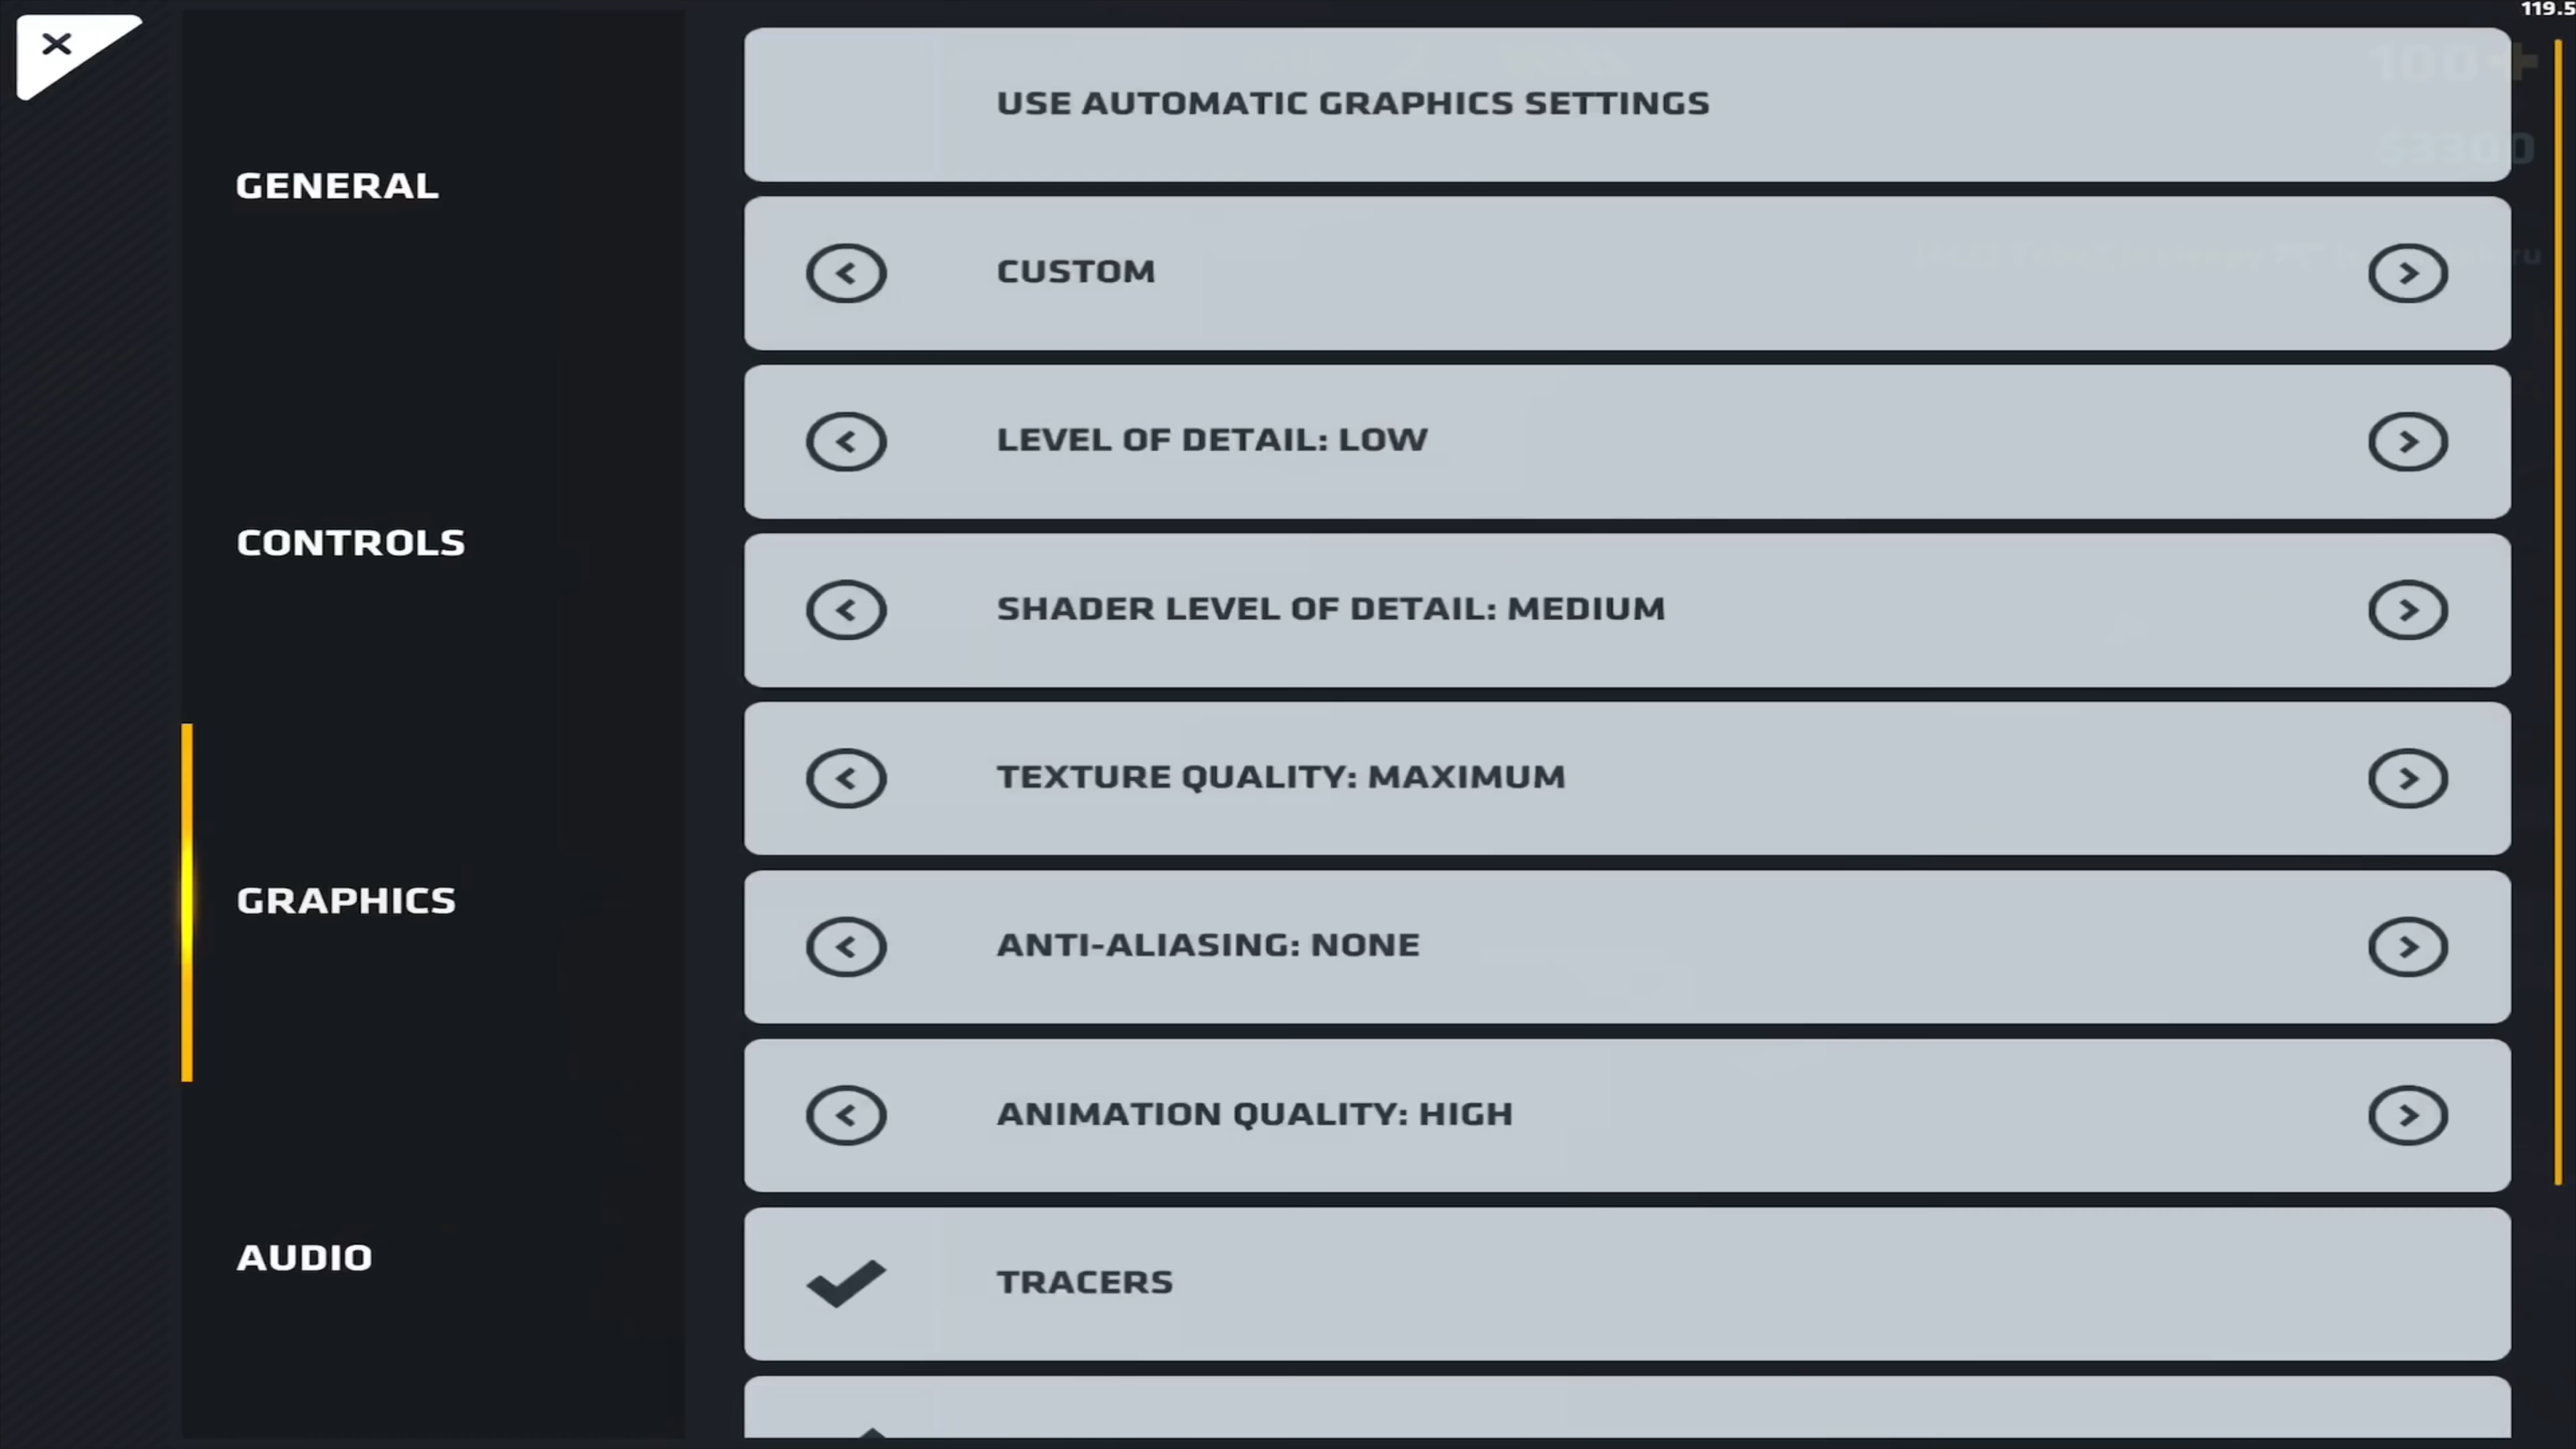 119.5
GENERAL
CONTROLS
GRAPHICS
AUDIO
USE AUTOMATIC GRAPHICS SETTINGS
CUSTOM
LEVEL OF DETAIL: LOW
SHADER LEVEL OF DETAIL: MEDIUM
TEXTURE QUALITY: MAXIMUM
ANTI-ALIASING: NONE
ANIMATION QUALITY: HIGH
TRACERS
100